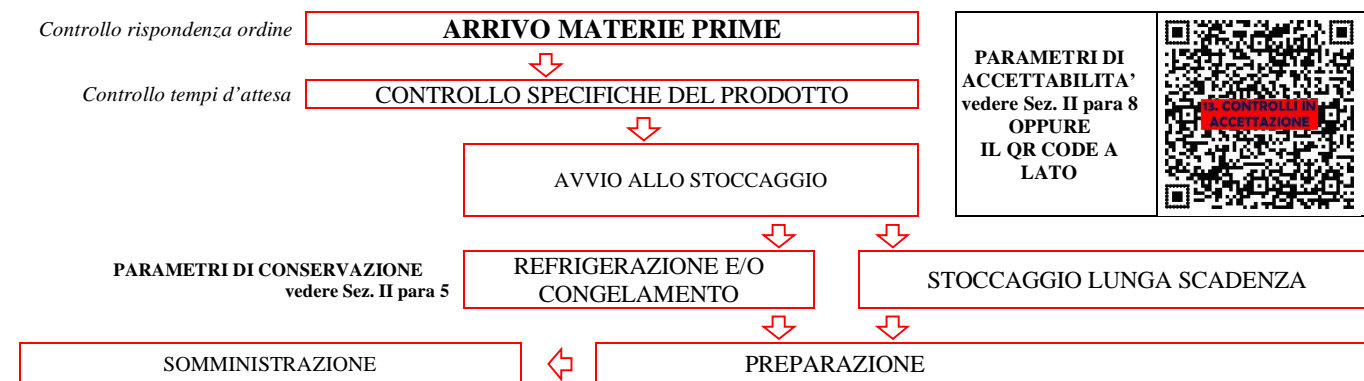 Controllo rispondenza ordine
ARRIVO MATERIE PRIME
Controllo tempi d'attesa
CONTROLLO SPECIFICHE DEL PRODOTTO
PARAMETRI DI
ACCETTABILITA'
vedere Sez. II para 8
OPPURE
IL QR CODE A
LATO
13. CONTROLLI IN
ACCETTAZIONE
AVVIO ALLO STOCCAGGIO
PARAMETRI DI CONSERVAZIONE
vedere Sez. II para 5
REFRIGERAZIONE E/O
CONGELAMENTO
STOCCAGGIO LUNGA SCADENZA
SOMMINISTRAZIONE
PREPARAZIONE